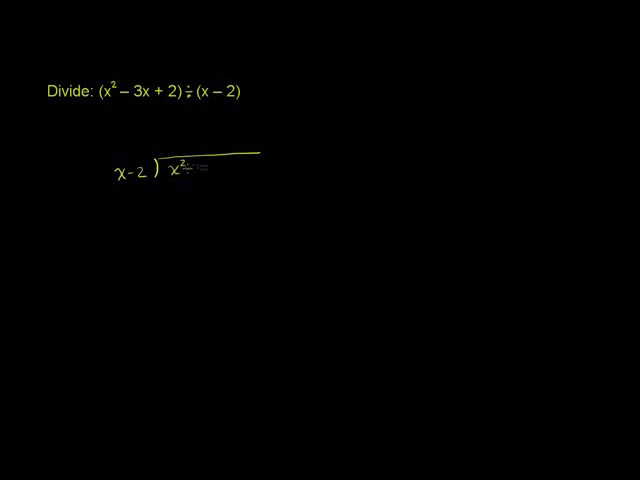 Divide: (x² – 3x + 2) ÷ (x – 2)
x-2 ) x²